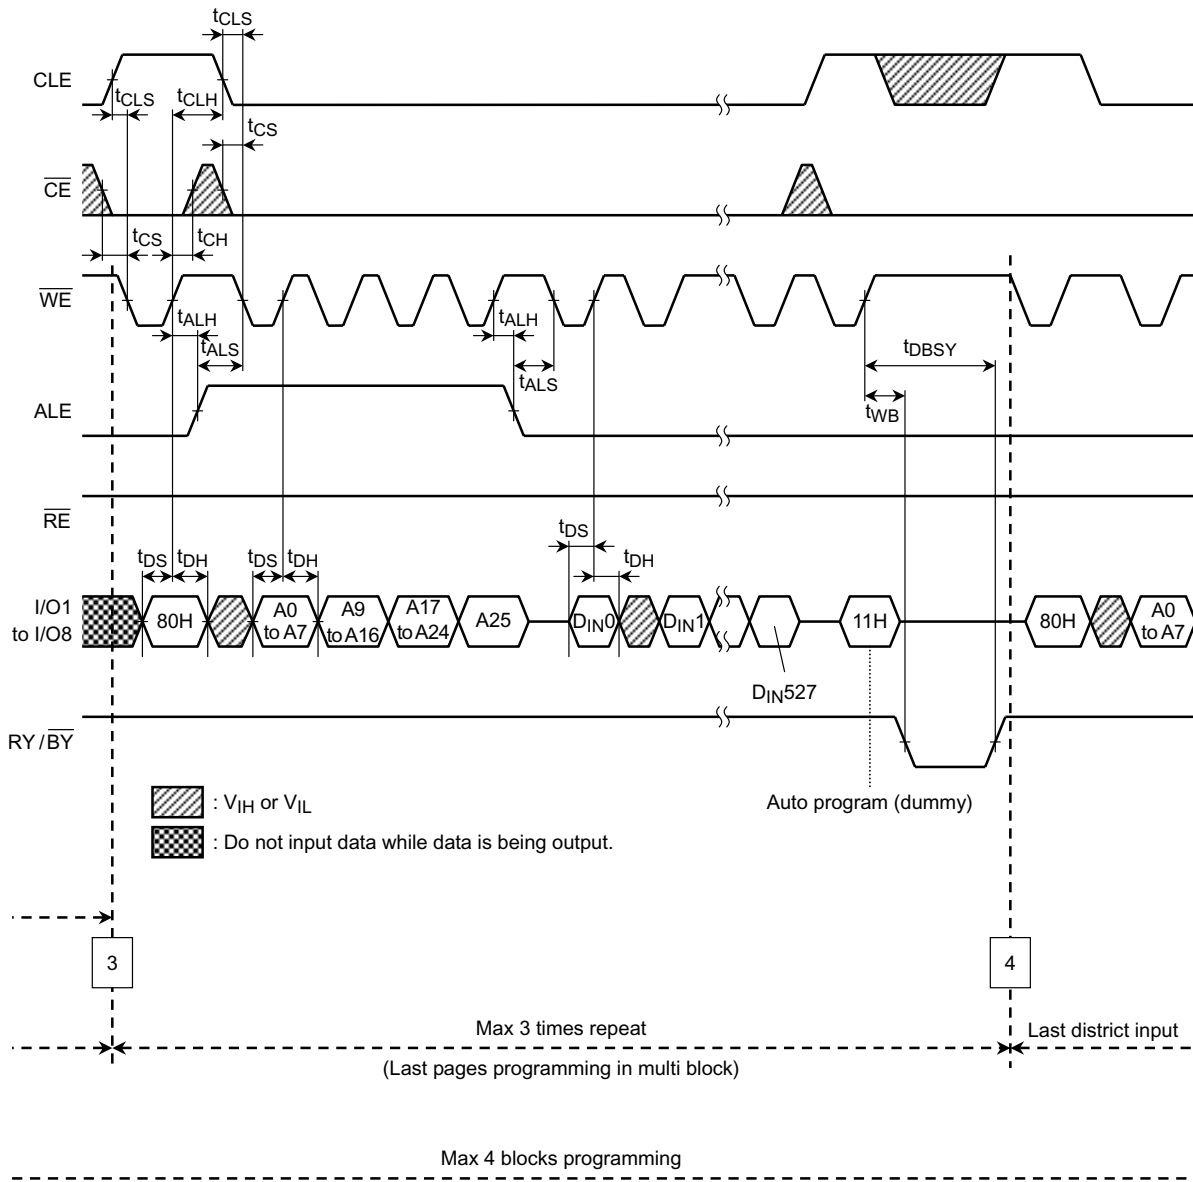 tCLS
CLE
tCLS
tCLH
tCS
CE
tCS
tCH
WE
tALH
tALH
tALS
tDBSY
tALS
ALE
tWB
RE
tDS
tDS
tDH
tDS
tDH
tDH
I/O1
to I/O8
80H
A0
to A7
A9
to A16
A17
to A24
A25
DIN0
DIN1
11H
80H
A0
to A7
DIN527
RY/BY
: VIH or VIL
Auto program (dummy)
: Do not input data while data is being output.
3
4
Max 3 times repeat
Last district input
(Last pages programming in multi block)
Max 4 blocks programming